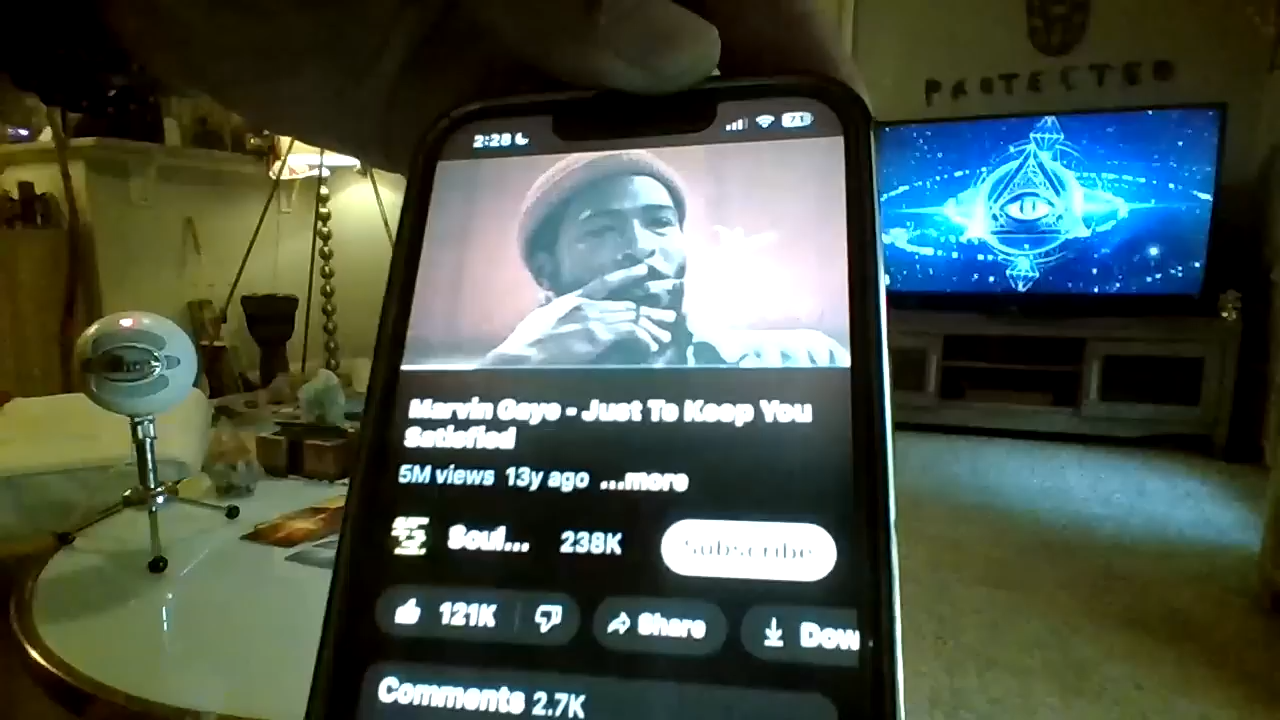 PROTECTED
2:28
71
Marvin Gaye - Just To Keep You
Satisfied
5M views 13y ago ...more
Soul... 238K Subscribe
121K Share Dow
Comments 2.7K